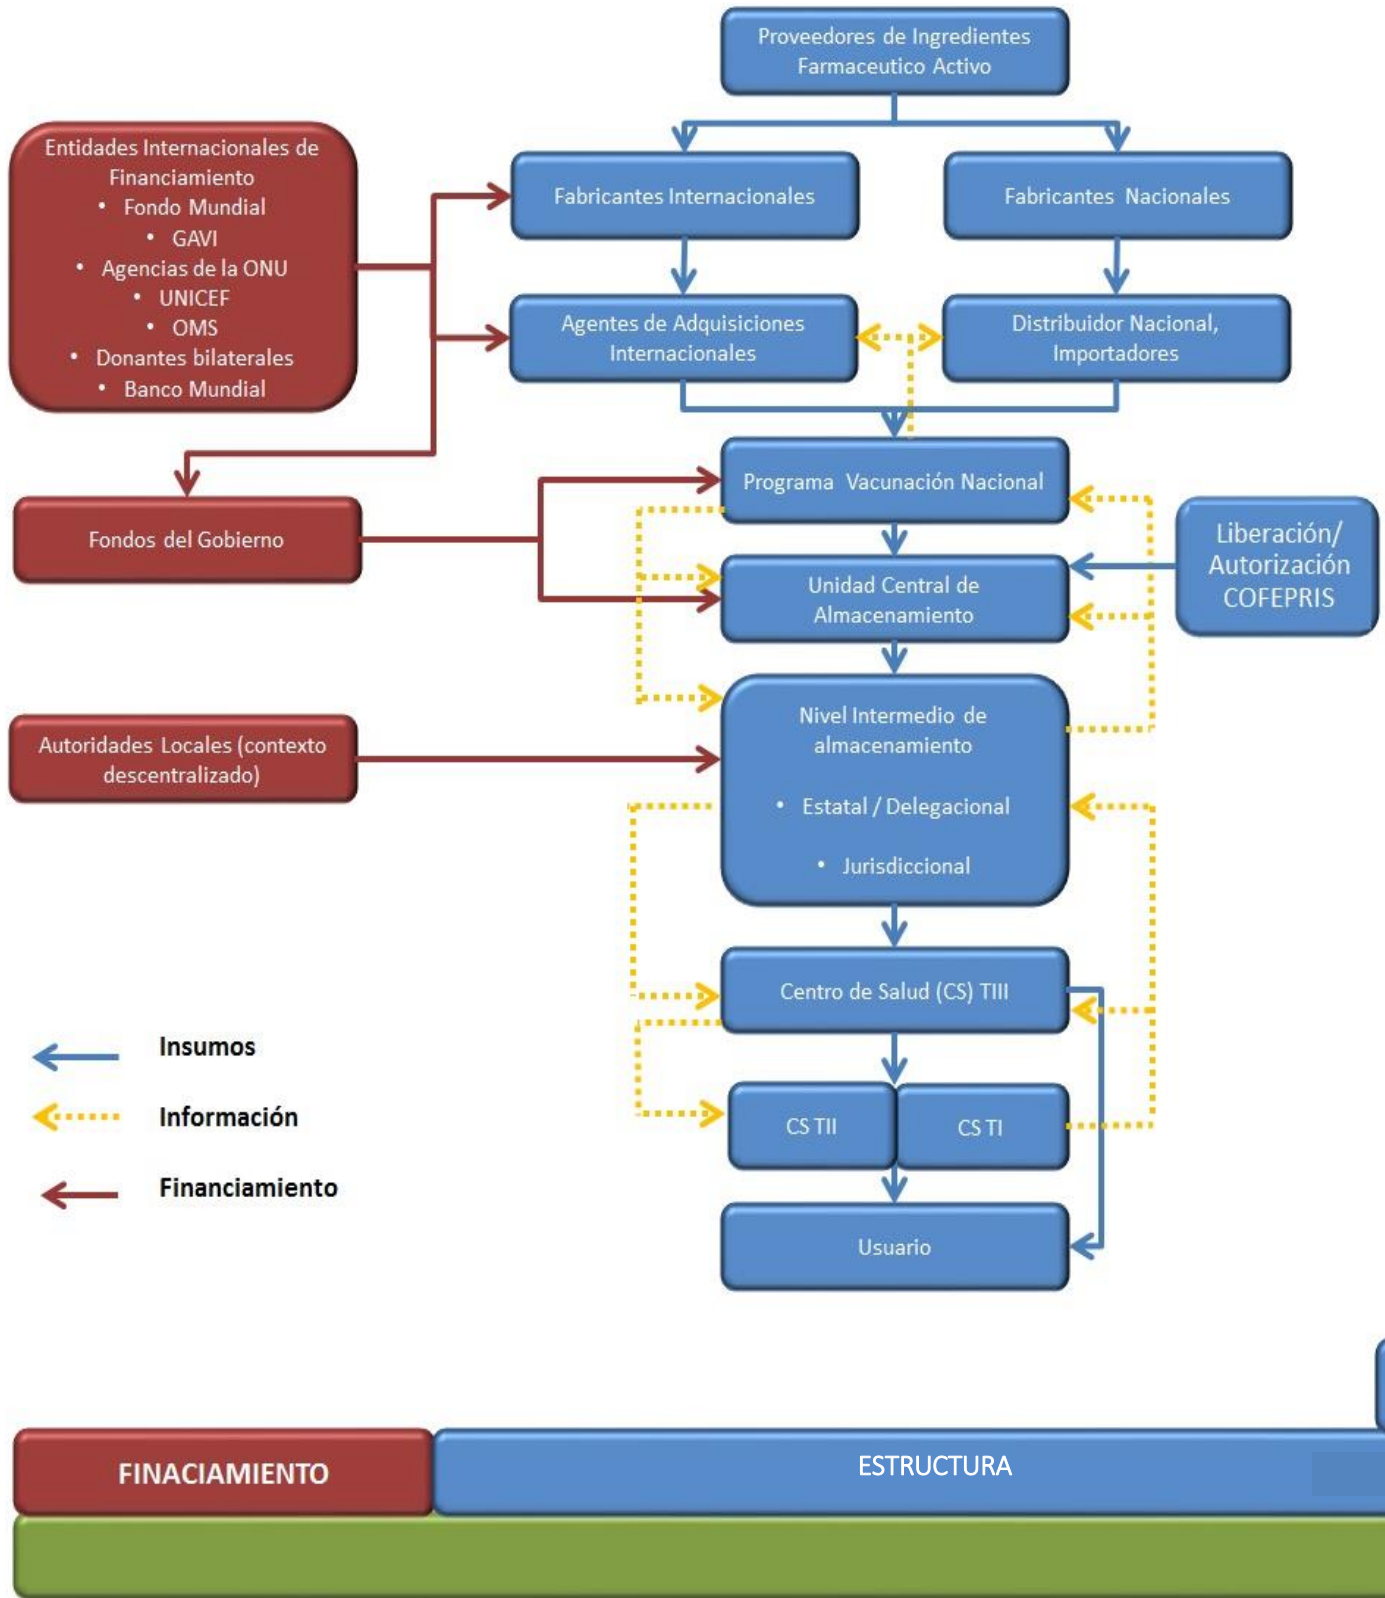 Proveedores de Ingredientes
Farmaceutico Activo
Entidades Internacionales de
Financiamiento
• Fondo Mundial
• GAVI
• Agencias de la ONU
• UNICEF
• OMS
• Donantes bilaterales
• Banco Mundial
Fabricantes Internacionales
Fabricantes Nacionales
Agentes de Adquisiciones
Internacionales
Distribuidor Nacional,
Importadores
Programa Vacunación Nacional
Fondos del Gobierno
Liberación/
Autorización
COFEPRIS
Unidad Central de
Almacenamiento
Autoridades Locales (contexto
descentralizado)
Nivel Intermedio de
almacenamiento
• Estatal / Delegacional
• Jurisdiccional
Centro de Salud (CS) TIII
CS TII
CS TI
Usuario
Insumos
Información
Financiamiento
FINACIAMIENTO
ESTRUCTURA